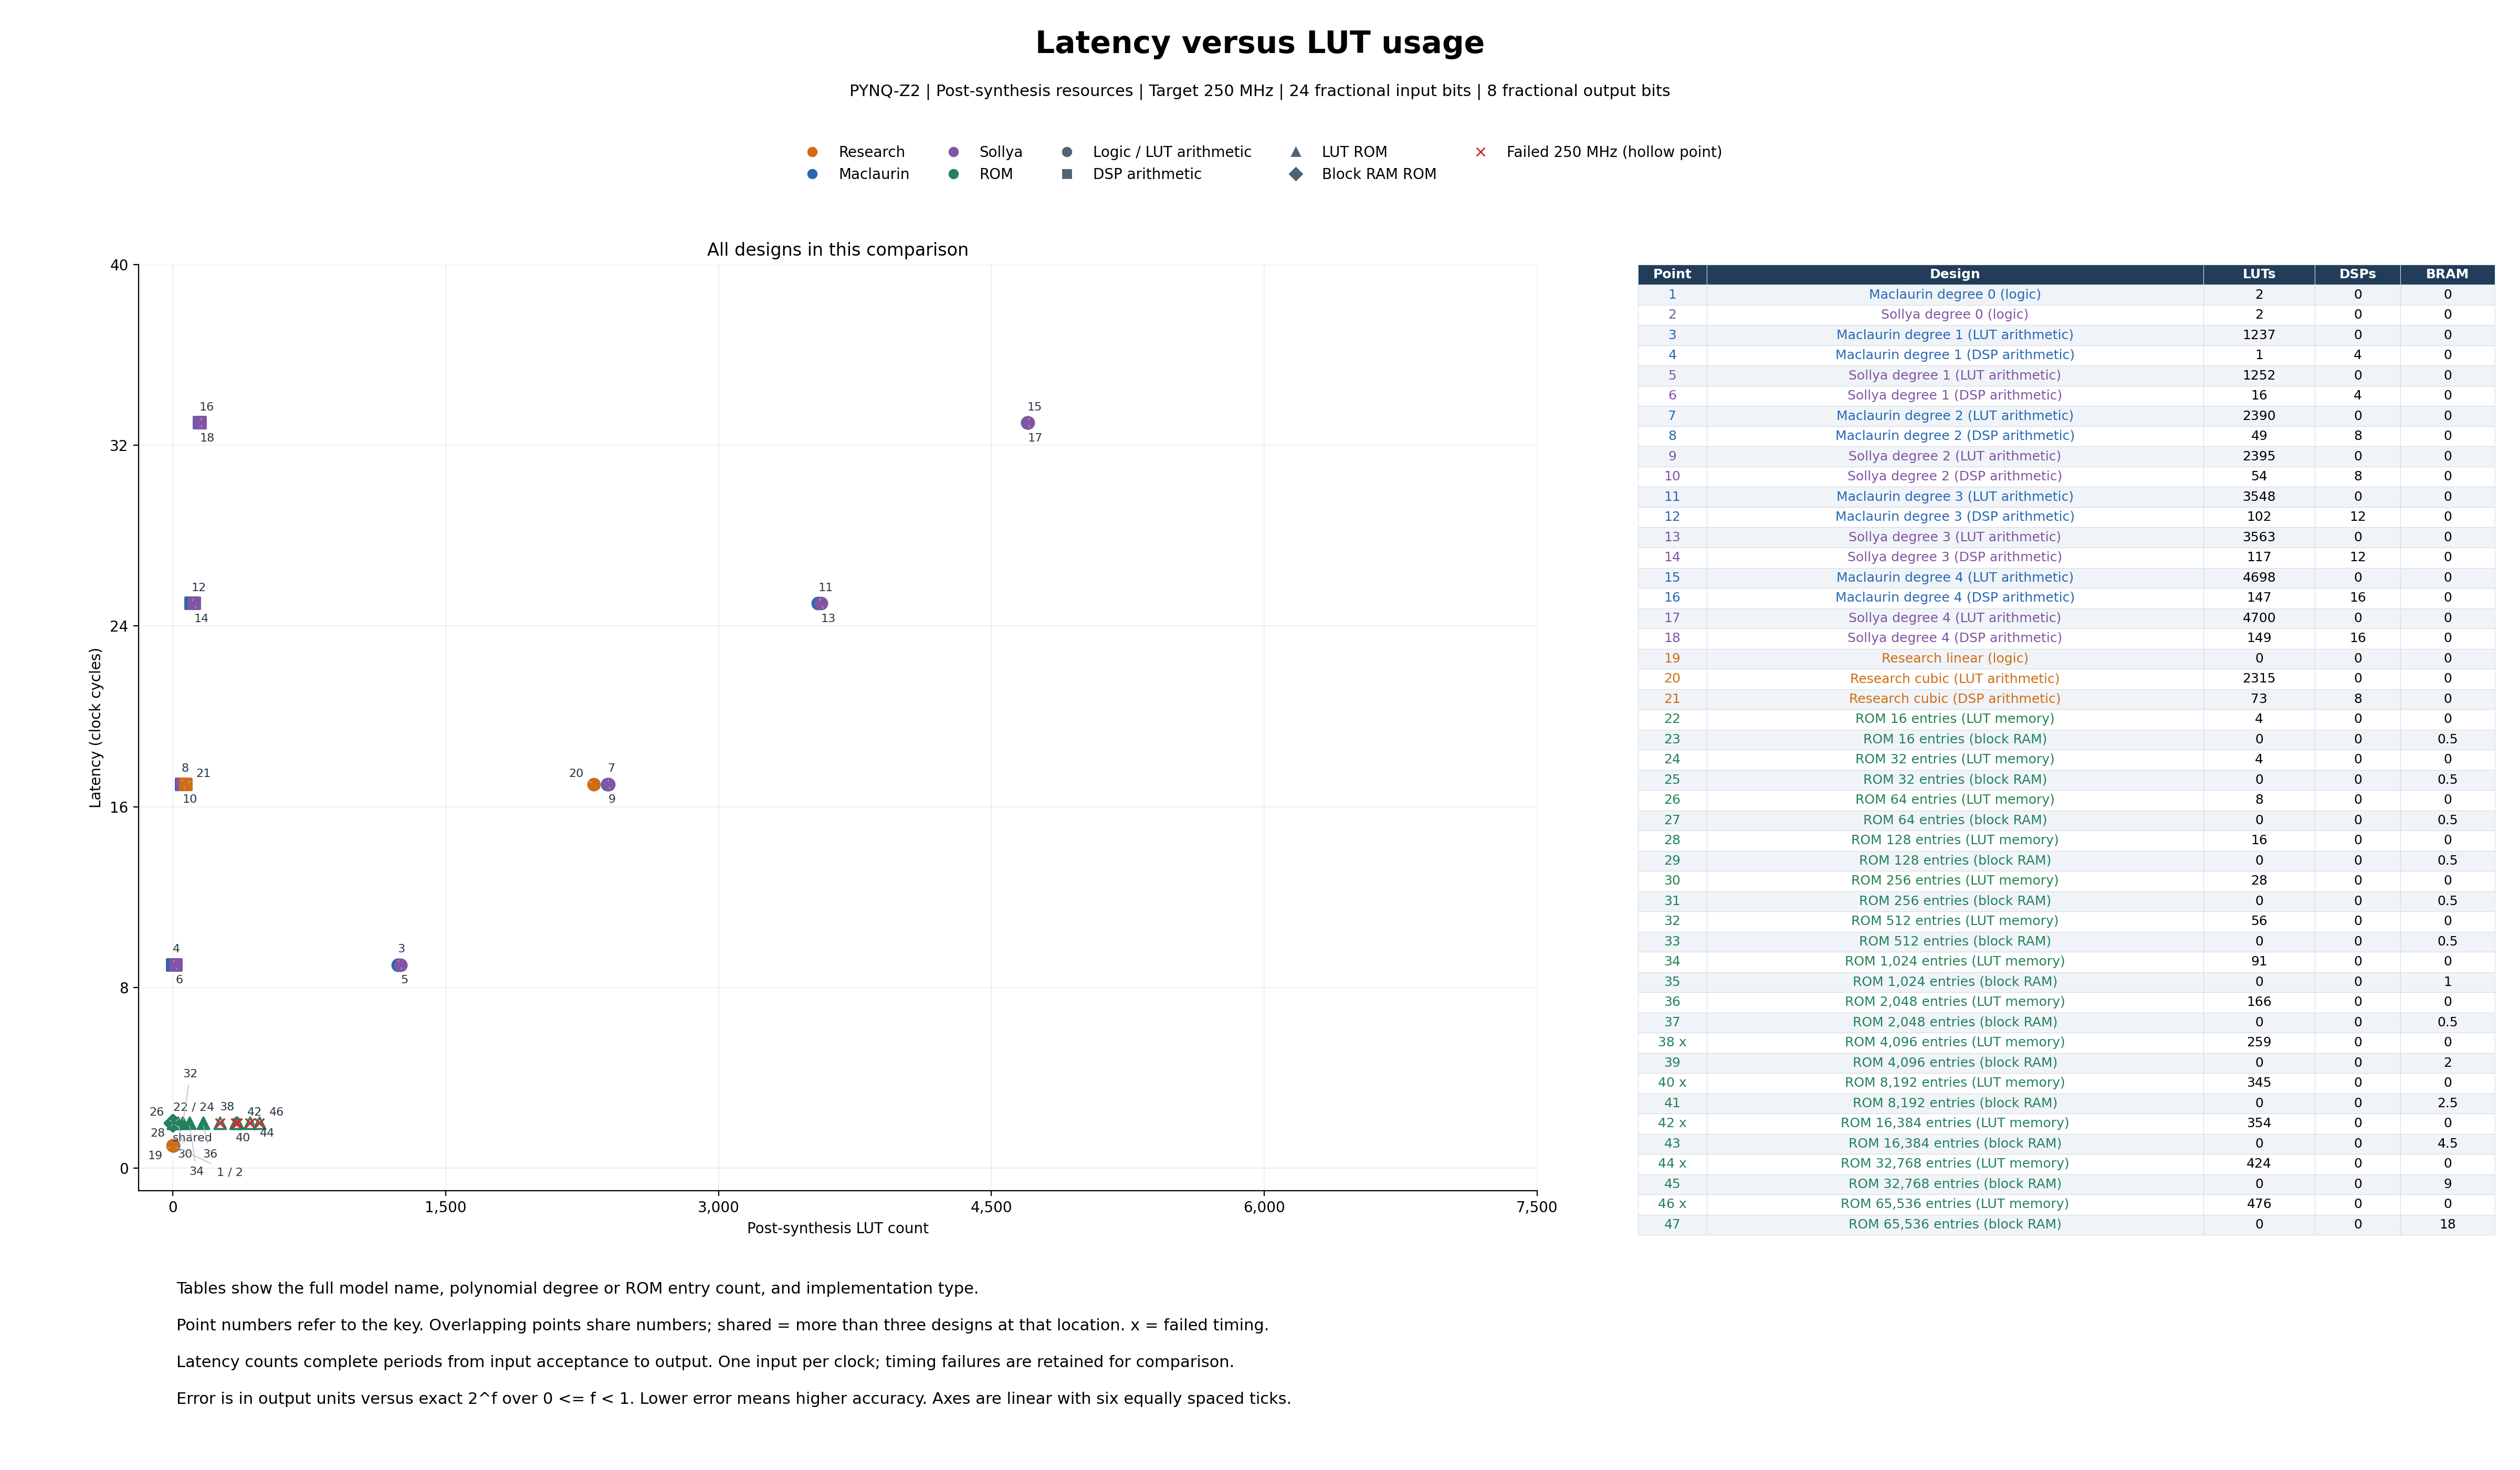 Latency versus LUT usage
PYNQ-Z2 | Post-synthesis resources | Target 250 MHz | 24 fractional input bits | 8 fractional output bits
Research Sollya Logic / LUT arithmetic LUT ROM Failed 250 MHz (hollow point)
Maclaurin ROM DSP arithmetic Block RAM ROM
All designs in this comparison
Latency (clock cycles)
40
32
24
16
8
0
16
18
15
17
12
14
11
13
8 21
10
20 7
9
4
6
3
5
32
26 22 / 24 38 42 46
28 shared 40 44
19 30 36
34 1 / 2
0 1,500 3,000 4,500 6,000 7,500
Post-synthesis LUT count
Point Design LUTs DSPs BRAM
1 Maclaurin degree 0 (logic) 2 0 0
2 Sollya degree 0 (logic) 2 0 0
3 Maclaurin degree 1 (LUT arithmetic) 1237 0 0
4 Maclaurin degree 1 (DSP arithmetic) 1 4 0
5 Sollya degree 1 (LUT arithmetic) 1252 0 0
6 Sollya degree 1 (DSP arithmetic) 16 4 0
7 Maclaurin degree 2 (LUT arithmetic) 2390 0 0
8 Maclaurin degree 2 (DSP arithmetic) 49 8 0
9 Sollya degree 2 (LUT arithmetic) 2395 0 0
10 Sollya degree 2 (DSP arithmetic) 54 8 0
11 Maclaurin degree 3 (LUT arithmetic) 3548 0 0
12 Maclaurin degree 3 (DSP arithmetic) 102 12 0
13 Sollya degree 3 (LUT arithmetic) 3563 0 0
14 Sollya degree 3 (DSP arithmetic) 117 12 0
15 Maclaurin degree 4 (LUT arithmetic) 4698 0 0
16 Maclaurin degree 4 (DSP arithmetic) 147 16 0
17 Sollya degree 4 (LUT arithmetic) 4700 0 0
18 Sollya degree 4 (DSP arithmetic) 149 16 0
19 Research linear (logic) 0 0 0
20 Research cubic (LUT arithmetic) 2315 0 0
21 Research cubic (DSP arithmetic) 73 8 0
22 ROM 16 entries (LUT memory) 4 0 0
23 ROM 16 entries (block RAM) 0 0 0.5
24 ROM 32 entries (LUT memory) 4 0 0
25 ROM 32 entries (block RAM) 0 0 0.5
26 ROM 64 entries (LUT memory) 8 0 0
27 ROM 64 entries (block RAM) 0 0 0.5
28 ROM 128 entries (LUT memory) 16 0 0
29 ROM 128 entries (block RAM) 0 0 0.5
30 ROM 256 entries (LUT memory) 28 0 0
31 ROM 256 entries (block RAM) 0 0 0.5
32 ROM 512 entries (LUT memory) 56 0 0
33 ROM 512 entries (block RAM) 0 0 0.5
34 ROM 1,024 entries (LUT memory) 91 0 0
35 ROM 1,024 entries (block RAM) 0 0 1
36 ROM 2,048 entries (LUT memory) 166 0 0
37 ROM 2,048 entries (block RAM) 0 0 0.5
38 x ROM 4,096 entries (LUT memory) 259 0 0
39 ROM 4,096 entries (block RAM) 0 0 2
40 x ROM 8,192 entries (LUT memory) 345 0 0
41 ROM 8,192 entries (block RAM) 0 0 2.5
42 x ROM 16,384 entries (LUT memory) 354 0 0
43 ROM 16,384 entries (block RAM) 0 0 4.5
44 x ROM 32,768 entries (LUT memory) 424 0 0
45 ROM 32,768 entries (block RAM) 0 0 9
46 x ROM 65,536 entries (LUT memory) 476 0 0
47 ROM 65,536 entries (block RAM) 0 0 18
Tables show the full model name, polynomial degree or ROM entry count, and implementation type.
Point numbers refer to the key. Overlapping points share numbers; shared = more than three designs at that location. x = failed timing.
Latency counts complete periods from input acceptance to output. One input per clock; timing failures are retained for comparison.
Error is in output units versus exact 2^f over 0 <= f < 1. Lower error means higher accuracy. Axes are linear with six equally spaced ticks.